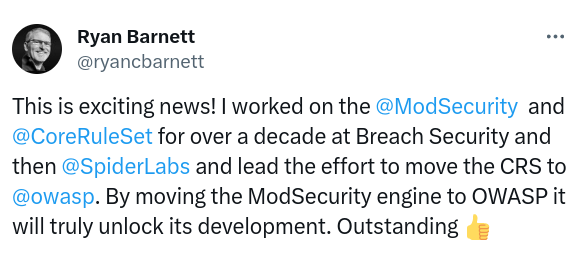 Ryan Barnett
@ryancbarnett
This is exciting news! I worked on the @ModSecurity and
@CoreRuleSet for over a decade at Breach Security and
then @SpiderLabs and lead the effort to move the CRS to
@owasp. By moving the ModSecurity engine to OWASP it
will truly unlock its development. Outstanding 👍